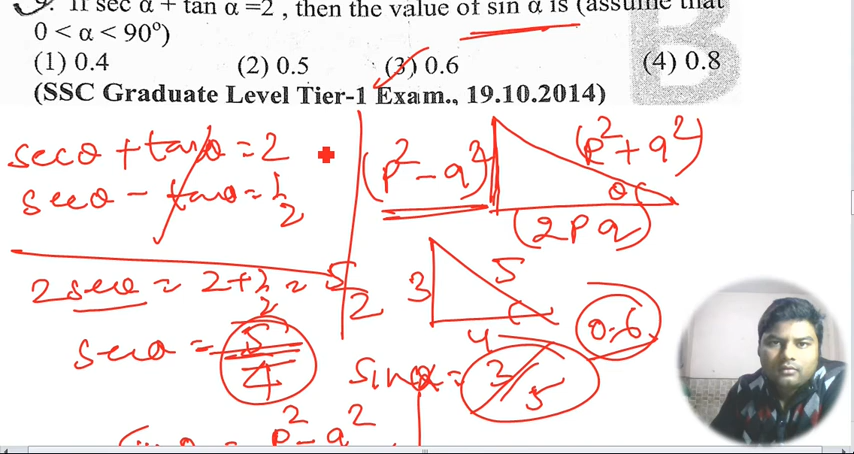 9. If sec α + tan α =2 , then the value of sin α is (assume that
0 < α < 90°)
(1) 0.4 (2) 0.5 (3) 0.6 (4) 0.8
(SSC Graduate Level Tier-1 Exam., 19.10.2014)
B
secθ + tanθ = 2
secθ - tanθ = 1/2
2secθ = 2 + 1/2 = 5/2
secθ = 5/4
(p² - q²) (p² + q²)
θ
(2pq)
3 5
4
0.6
sinα = 3/5
p² - q²